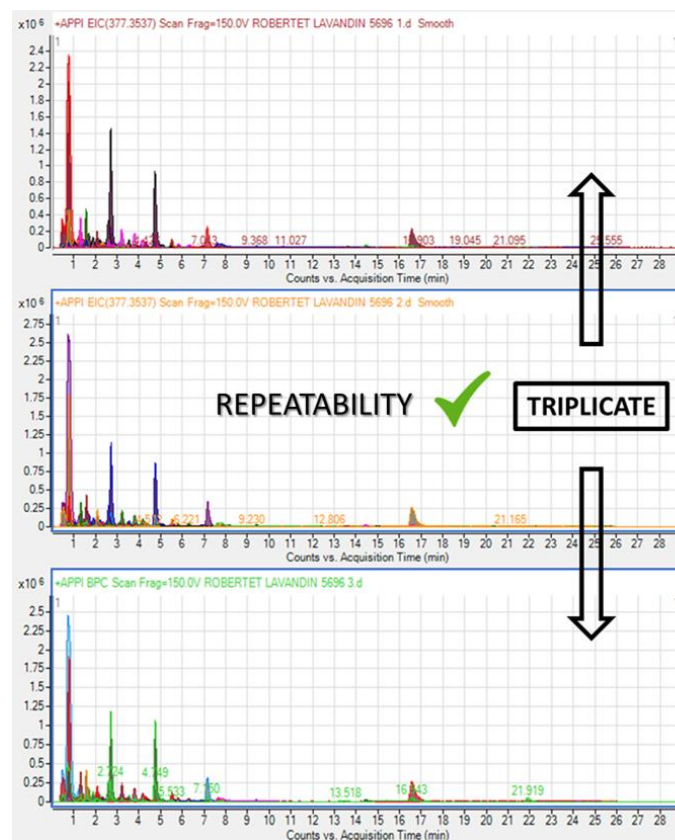 x10 6 +APPI EIC(377.3537) Scan Frag=150.0V ROBERTET LAVANDIN 5696 1.d Smooth
1
2.4
2.2
2
1.8
1.6
1.4
1.2
1
0.8
0.6
0.4
0.2
0
7.013 9.368 11.027 19.045 21.095
1 2 3 4 5 6 7 8 9 10 11 12 13 14 15 16 17 18 19 20 21 22 23 24 25 26 27 28
Counts vs. Acquisition Time (min)
x10 6 +APPI EIC(377.3537) Scan Frag=150.0V ROBERTET LAVANDIN 5696 2.d Smooth
1
2.75
2.5
2.25
2
1.75
1.5
1.25
1
0.75
0.5
0.25
0
REPEATABILITY
TRIPLICATE
6.221 9.230 12.806 21.165
1 2 3 4 5 6 7 8 9 10 11 12 13 14 15 16 17 18 19 20 21 22 23 24 25 26 27 28
Counts vs. Acquisition Time (min)
x10 6 +APPI BPC Scan Frag=150.0V ROBERTET LAVANDIN 5696 3.d
1
2.5
2.25
2
1.75
1.5
1.25
1
0.75
0.5
0.25
0
2.724 4.749
5.533 7.150 13.518 21.919
1 2 3 4 5 6 7 8 9 10 11 12 13 14 15 16 17 18 19 20 21 22 23 24 25 26 27 28
Counts vs. Acquisition Time (min)